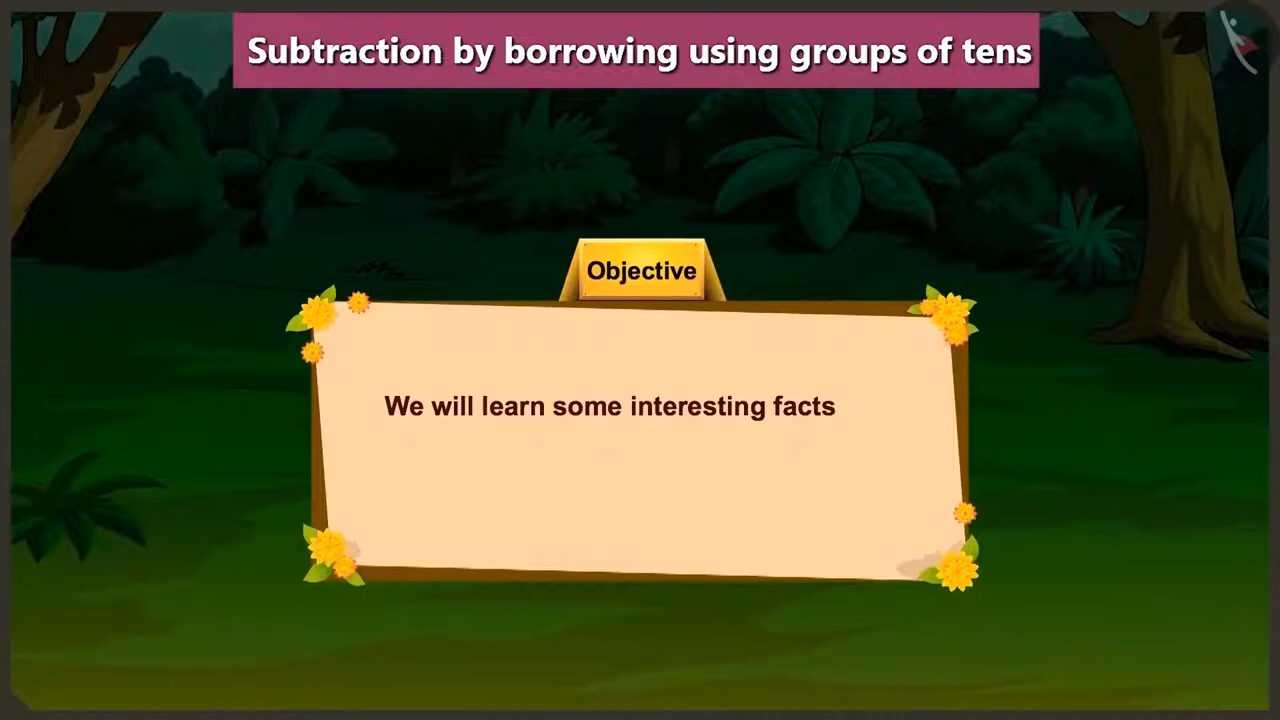 Subtraction by borrowing using groups of tens
Objective
We will learn some interesting facts